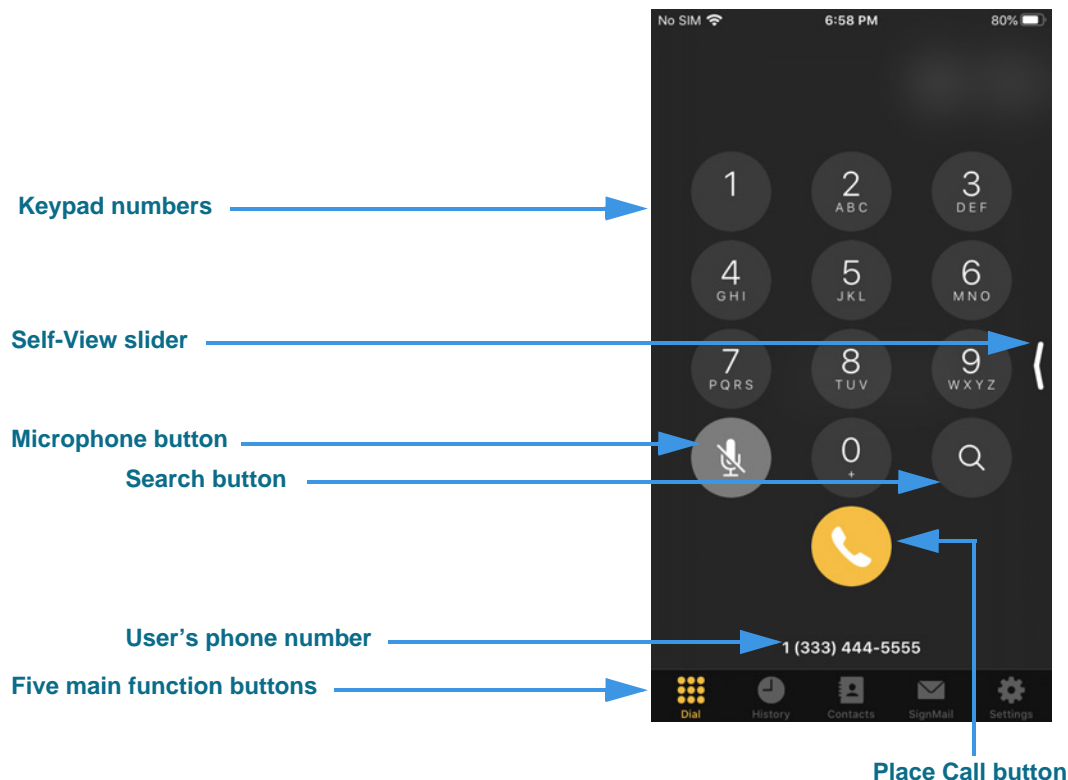 No SIM 6:58 PM 80%
1 2 3
ABC DEF
Keypad numbers
4 5 6
GHI JKL MNO
Self-View slider
7 8 9
PQRS TUV WXYZ
Microphone button
0
+
Search button
User’s phone number
1 (333) 444-5555
Five main function buttons
Dial History Contacts SignMail Settings
Place Call button